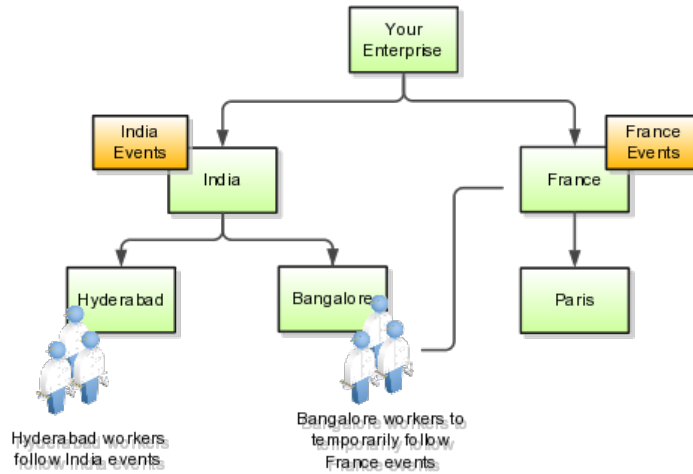 Your
Enterprise
India
Events
France
Events
India
France
Hyderabad
Bangalore
Paris
Hyderabad workers
follow India events
Bangalore workers to
temporarily follow
France events